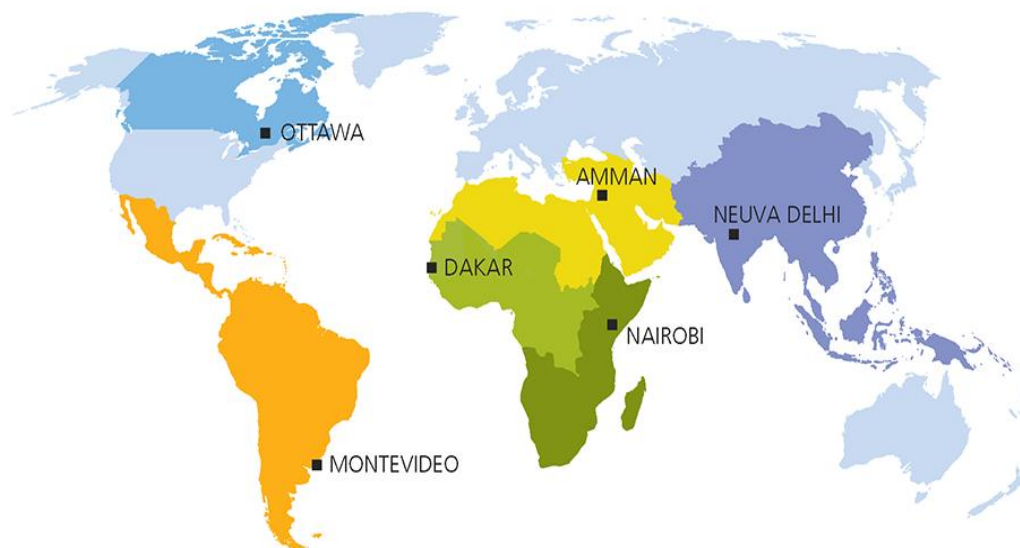 OTTAWA
AMMAN
NEUVA DELHI
DAKAR
NAIROBI
MONTEVIDEO